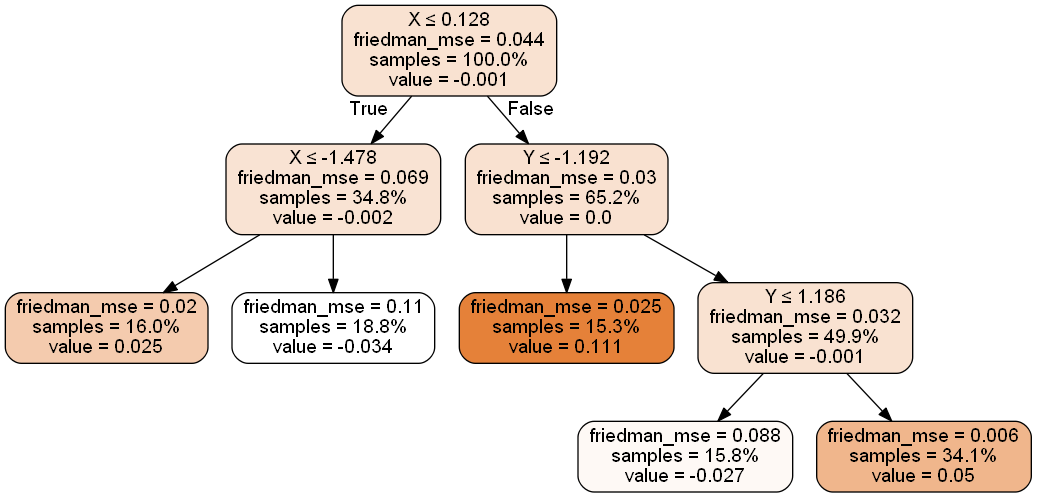 X ≤ 0.128
friedman_mse = 0.044
samples = 100.0%
value = -0.001
True
False
X ≤ -1.478
friedman_mse = 0.069
samples = 34.8%
value = -0.002
Y ≤ -1.192
friedman_mse = 0.03
samples = 65.2%
value = 0.0
friedman_mse = 0.02
samples = 16.0%
value = 0.025
friedman_mse = 0.11
samples = 18.8%
value = -0.034
friedman_mse = 0.025
samples = 15.3%
value = 0.111
Y ≤ 1.186
friedman_mse = 0.032
samples = 49.9%
value = -0.001
friedman_mse = 0.088
samples = 15.8%
value = -0.027
friedman_mse = 0.006
samples = 34.1%
value = 0.05